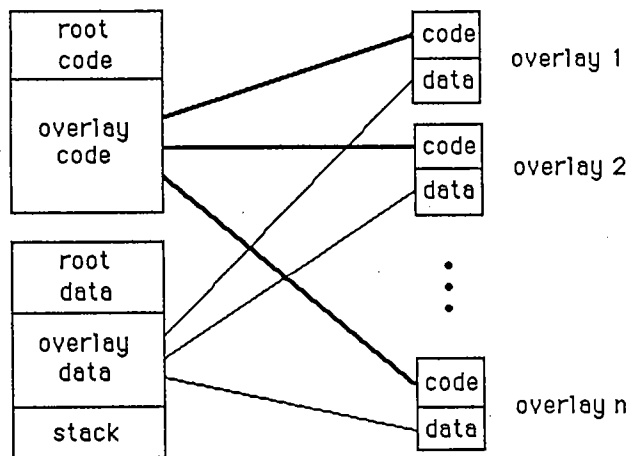 root
code
overlay
code
root
data
overlay
data
stack
code
data
overlay 1
code
data
overlay 2
code
data
overlay n